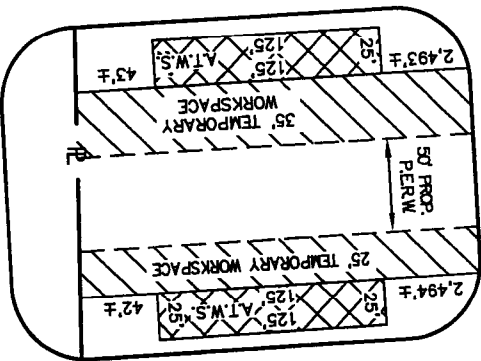 2,494'±
25'
125'
A.T.W.S.
125'
25'
42'±
25' TEMPORARY WORKSPACE
50' PROP.
P.E.R.W.
PL
35' TEMPORARY
WORKSPACE
2,493'±
25'
125'
125'
A.T.W.S.
43'±